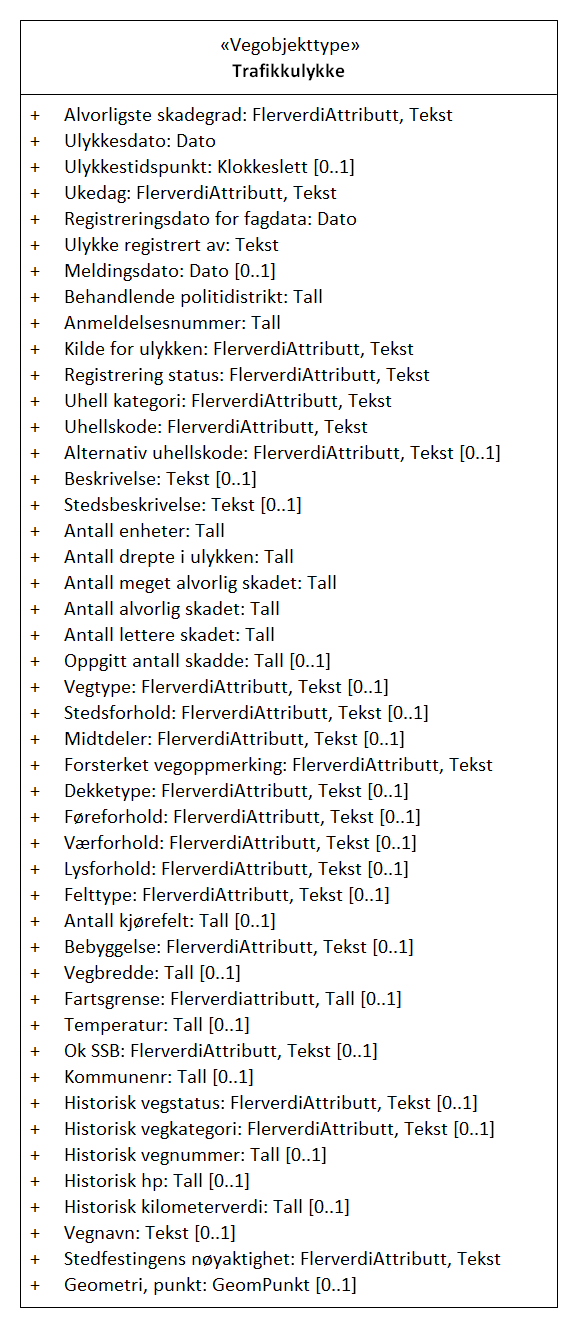 «Vegobjekttype»
Trafikkulykke
+ Alvorligste skadegrad: FlerverdiAttributt, Tekst
+ Ulykkesdato: Dato
+ Ulykkestidspunkt: Klokkeslett [0..1]
+ Ukedag: FlerverdiAttributt, Tekst
+ Registreringsdato for fagdata: Dato
+ Ulykke registrert av: Tekst
+ Meldingsdato: Dato [0..1]
+ Behandlende politidistrikt: Tall
+ Anmeldelsesnummer: Tall
+ Kilde for ulykken: FlerverdiAttributt, Tekst
+ Registrering status: FlerverdiAttributt, Tekst
+ Uhell kategori: FlerverdiAttributt, Tekst
+ Uhellskode: FlerverdiAttributt, Tekst
+ Alternativ uhellskode: FlerverdiAttributt, Tekst [0..1]
+ Beskrivelse: Tekst [0..1]
+ Stedsbeskrivelse: Tekst [0..1]
+ Antall enheter: Tall
+ Antall drepte i ulykken: Tall
+ Antall meget alvorlig skadet: Tall
+ Antall alvorlig skadet: Tall
+ Antall lettere skadet: Tall
+ Oppgitt antall skadde: Tall [0..1]
+ Vegtype: FlerverdiAttributt, Tekst [0..1]
+ Stedsforhold: FlerverdiAttributt, Tekst [0..1]
+ Midtdeler: FlerverdiAttributt, Tekst [0..1]
+ Forsterket vegoppmerking: FlerverdiAttributt, Tekst
+ Dekketype: FlerverdiAttributt, Tekst [0..1]
+ Føreforhold: FlerverdiAttributt, Tekst [0..1]
+ Værforhold: FlerverdiAttributt, Tekst [0..1]
+ Lysforhold: FlerverdiAttributt, Tekst [0..1]
+ Felttype: FlerverdiAttributt, Tekst [0..1]
+ Antall kjørefelt: Tall [0..1]
+ Bebyggelse: FlerverdiAttributt, Tekst [0..1]
+ Vegbredde: Tall [0..1]
+ Fartsgrense: Flerverdiattributt, Tall [0..1]
+ Temperatur: Tall [0..1]
+ Ok SSB: FlerverdiAttributt, Tekst [0..1]
+ Kommunenr: Tall [0..1]
+ Historisk vegstatus: FlerverdiAttributt, Tekst [0..1]
+ Historisk vegkategori: FlerverdiAttributt, Tekst [0..1]
+ Historisk vegnummer: Tall [0..1]
+ Historisk hp: Tall [0..1]
+ Historisk kilometerverdi: Tall [0..1]
+ Vegnavn: Tekst [0..1]
+ Stedfestingens nøyaktighet: FlerverdiAttributt, Tekst
+ Geometri, punkt: GeomPunkt [0..1]